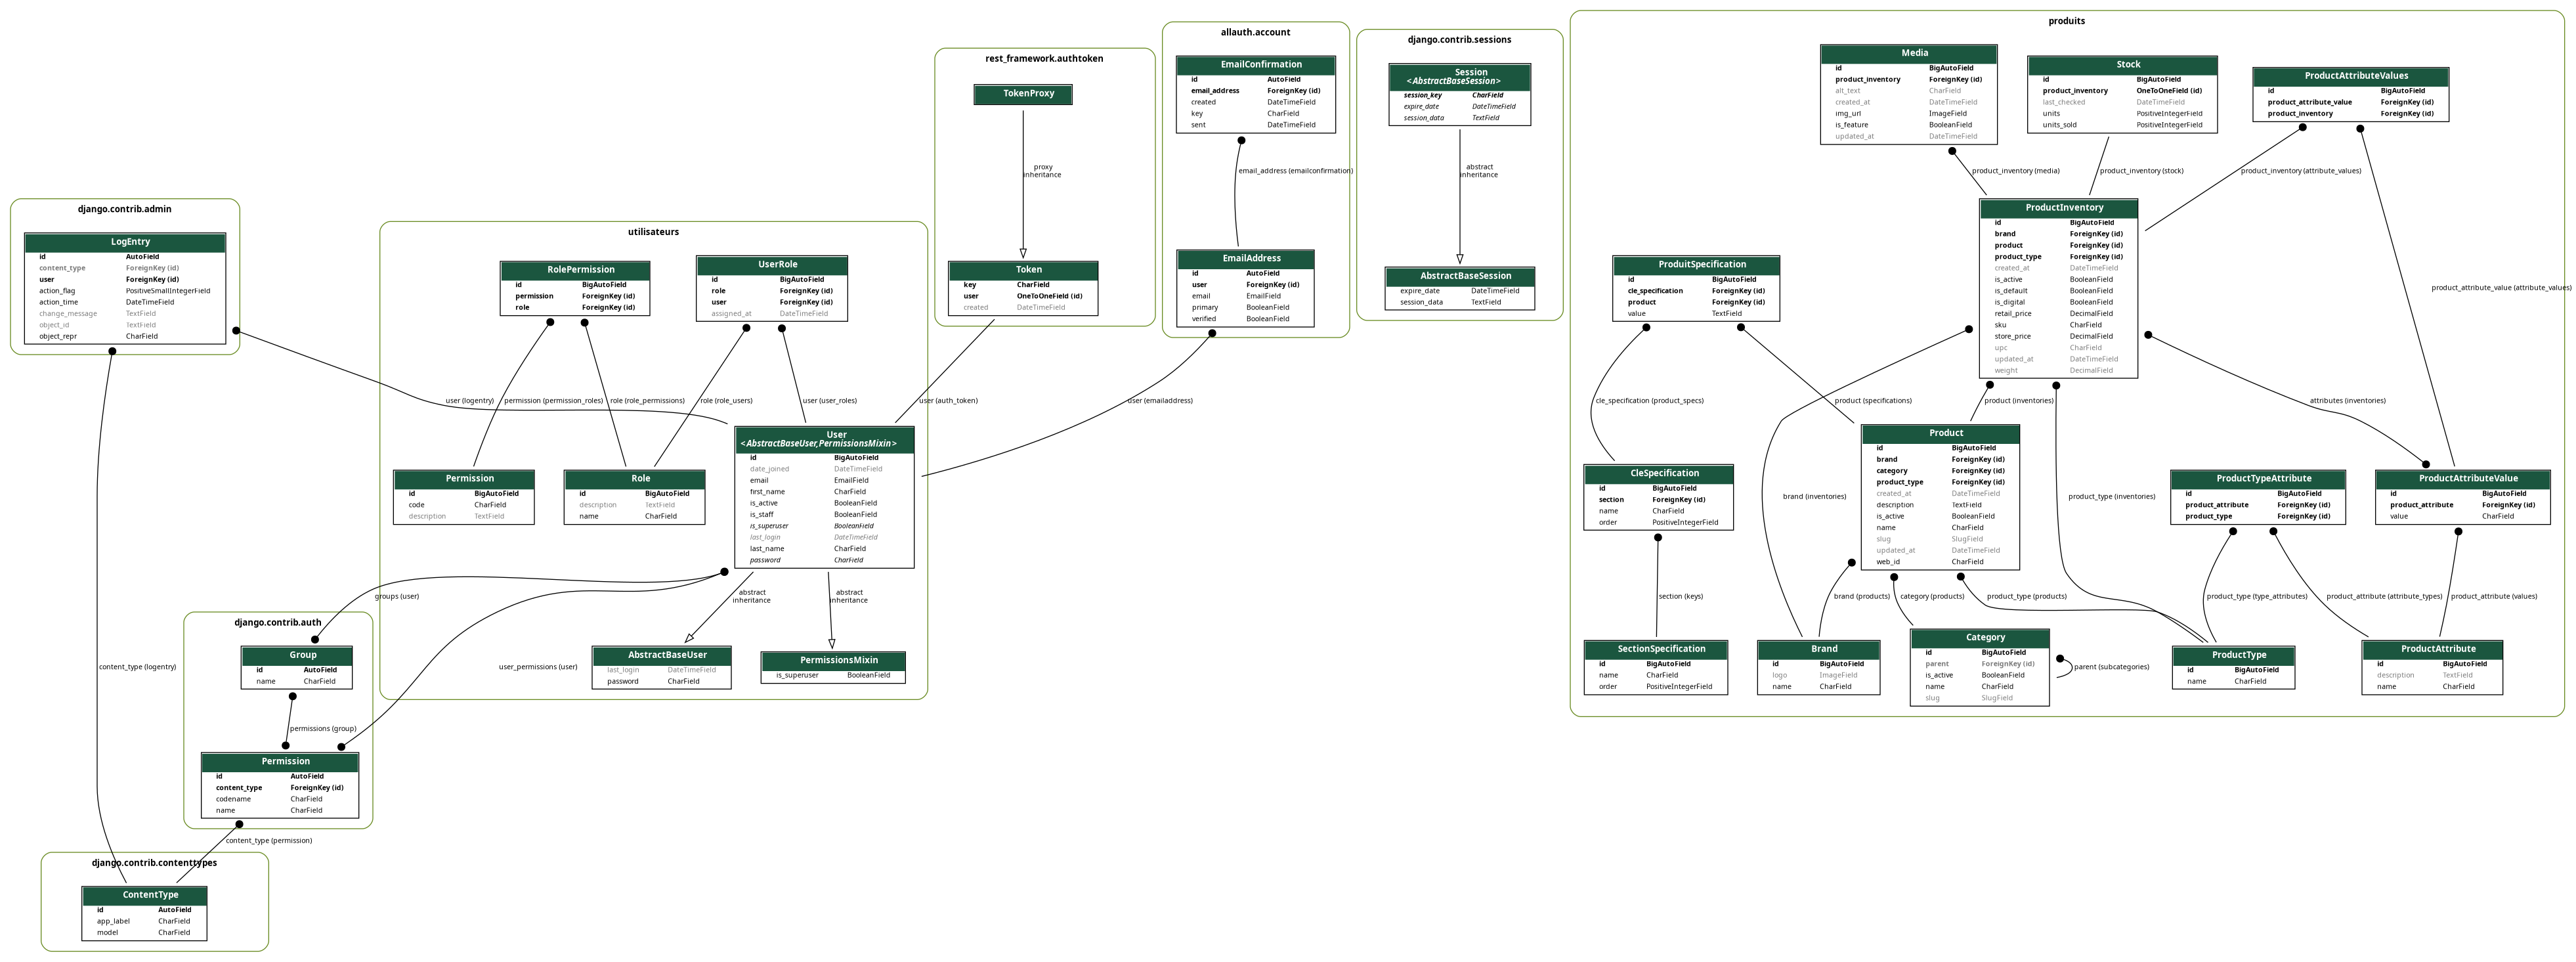 django.contrib.admin
LogEntry
id AutoField
content_type ForeignKey (id)
user ForeignKey (id)
action_flag PositiveSmallIntegerField
action_time DateTimeField
change_message TextField
object_id TextField
object_repr CharField
utilisateurs
RolePermission
id BigAutoField
permission ForeignKey (id)
role ForeignKey (id)
UserRole
id BigAutoField
role ForeignKey (id)
user ForeignKey (id)
assigned_at DateTimeField
user (logentry)
permission (permission_roles)
role (role_permissions)
role (role_users)
user (user_roles)
Permission
id BigAutoField
code CharField
description TextField
Role
id BigAutoField
description TextField
name CharField
User
<AbstractBaseUser,PermissionsMixin>
id BigAutoField
date_joined DateTimeField
email EmailField
first_name CharField
is_active BooleanField
is_staff BooleanField
is_superuser BooleanField
last_login DateTimeField
last_name CharField
password CharField
abstract
inheritance
abstract
inheritance
AbstractBaseUser
last_login DateTimeField
password CharField
PermissionsMixin
is_superuser BooleanField
groups (user)
user_permissions (user)
django.contrib.auth
Group
id AutoField
name CharField
permissions (group)
Permission
id AutoField
content_type ForeignKey (id)
codename CharField
name CharField
content_type (logentry)
content_type (permission)
django.contrib.contenttypes
ContentType
id AutoField
app_label CharField
model CharField
rest_framework.authtoken
TokenProxy
proxy
inheritance
Token
key CharField
user OneToOneField (id)
created DateTimeField
user (auth_token)
allauth.account
EmailConfirmation
id AutoField
email_address ForeignKey (id)
created DateTimeField
key CharField
sent DateTimeField
email_address (emailconfirmation)
EmailAddress
id AutoField
user ForeignKey (id)
email EmailField
primary BooleanField
verified BooleanField
user (emailaddress)
django.contrib.sessions
Session
<AbstractBaseSession>
session_key CharField
expire_date DateTimeField
session_data TextField
abstract
inheritance
AbstractBaseSession
expire_date DateTimeField
session_data TextField
produits
Media
id BigAutoField
product_inventory ForeignKey (id)
alt_text CharField
created_at DateTimeField
img_url ImageField
is_feature BooleanField
updated_at DateTimeField
Stock
id BigAutoField
product_inventory OneToOneField (id)
last_checked DateTimeField
units PositiveIntegerField
units_sold PositiveIntegerField
ProductAttributeValues
id BigAutoField
product_attribute_value ForeignKey (id)
product_inventory ForeignKey (id)
product_inventory (media)
product_inventory (stock)
product_inventory (attribute_values)
product_attribute_value (attribute_values)
ProductInventory
id BigAutoField
brand ForeignKey (id)
product ForeignKey (id)
product_type ForeignKey (id)
created_at DateTimeField
is_active BooleanField
is_default BooleanField
is_digital BooleanField
retail_price DecimalField
sku CharField
store_price DecimalField
upc CharField
updated_at DateTimeField
weight DecimalField
ProduitSpecification
id BigAutoField
cle_specification ForeignKey (id)
product ForeignKey (id)
value TextField
cle_specification (product_specs)
product (specifications)
product (inventories)
attributes (inventories)
CleSpecification
id BigAutoField
section ForeignKey (id)
name CharField
order PositiveIntegerField
brand (inventories)
Product
id BigAutoField
brand ForeignKey (id)
category ForeignKey (id)
product_type ForeignKey (id)
created_at DateTimeField
description TextField
is_active BooleanField
name CharField
slug SlugField
updated_at DateTimeField
web_id CharField
product_type (inventories)
ProductTypeAttribute
id BigAutoField
product_attribute ForeignKey (id)
product_type ForeignKey (id)
ProductAttributeValue
id BigAutoField
product_attribute ForeignKey (id)
value CharField
section (keys)
brand (products)
category (products)
product_type (products)
product_type (type_attributes)
product_attribute (attribute_types)
product_attribute (values)
SectionSpecification
id BigAutoField
name CharField
order PositiveIntegerField
Brand
id BigAutoField
logo ImageField
name CharField
Category
id BigAutoField
parent ForeignKey (id)
is_active BooleanField
name CharField
slug SlugField
parent (subcategories)
ProductType
id BigAutoField
name CharField
ProductAttribute
id BigAutoField
description TextField
name CharField